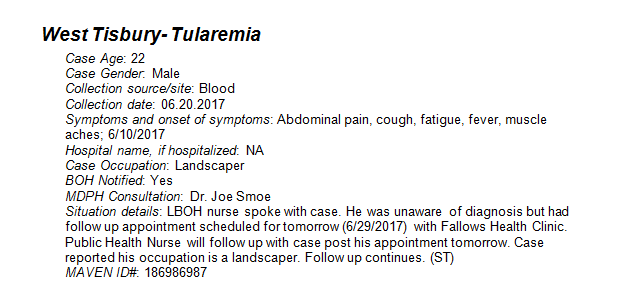 West Tisbury- Tularemia
Case Age: 22
Case Gender: Male
Collection source/site: Blood
Collection date: 06.20.2017
Symptoms and onset of symptoms: Abdominal pain, cough, fatigue, fever, muscle
aches; 6/10/2017
Hospital name, if hospitalized: NA
Case Occupation: Landscaper
BOH Notified: Yes
MDPH Consultation: Dr. Joe Smoe
Situation details: LBOH nurse spoke with case. He was unaware of diagnosis but had
follow up appointment scheduled for tomorrow (6/29/2017) with Fallows Health Clinic.
Public Health Nurse will follow up with case post his appointment tomorrow. Case
reported his occupation is a landscaper. Follow up continues. (ST)
MAVEN ID#: 186986987